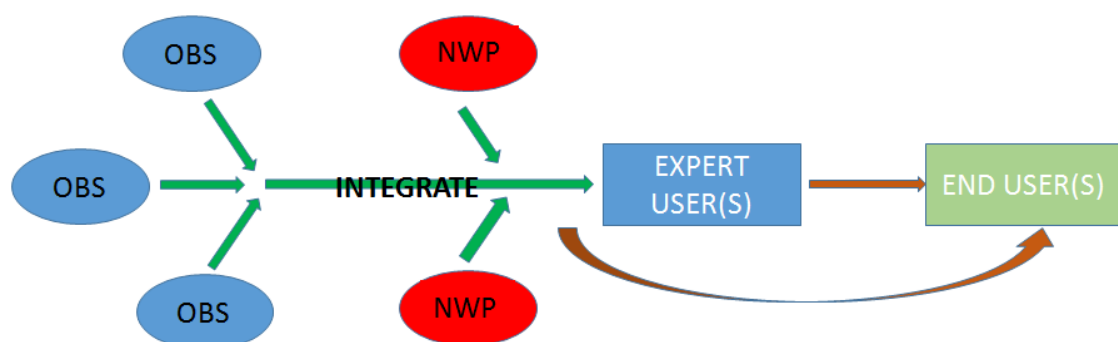 OBS
NWP
OBS
INTEGRATE
EXPERT
USER(S)
END USER(S)
OBS
NWP